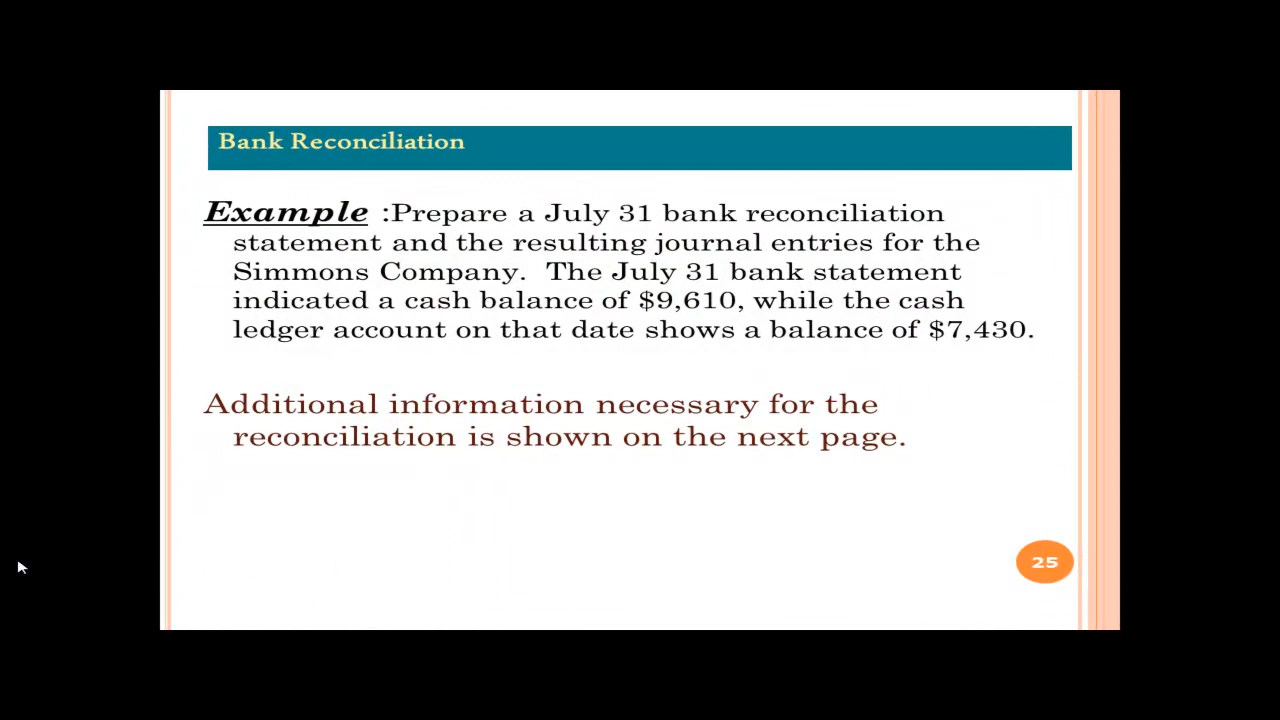 Bank Reconciliation
Example :Prepare a July 31 bank reconciliation
statement and the resulting journal entries for the
Simmons Company. The July 31 bank statement
indicated a cash balance of $9,610, while the cash
ledger account on that date shows a balance of $7,430.
Additional information necessary for the
reconciliation is shown on the next page.
25